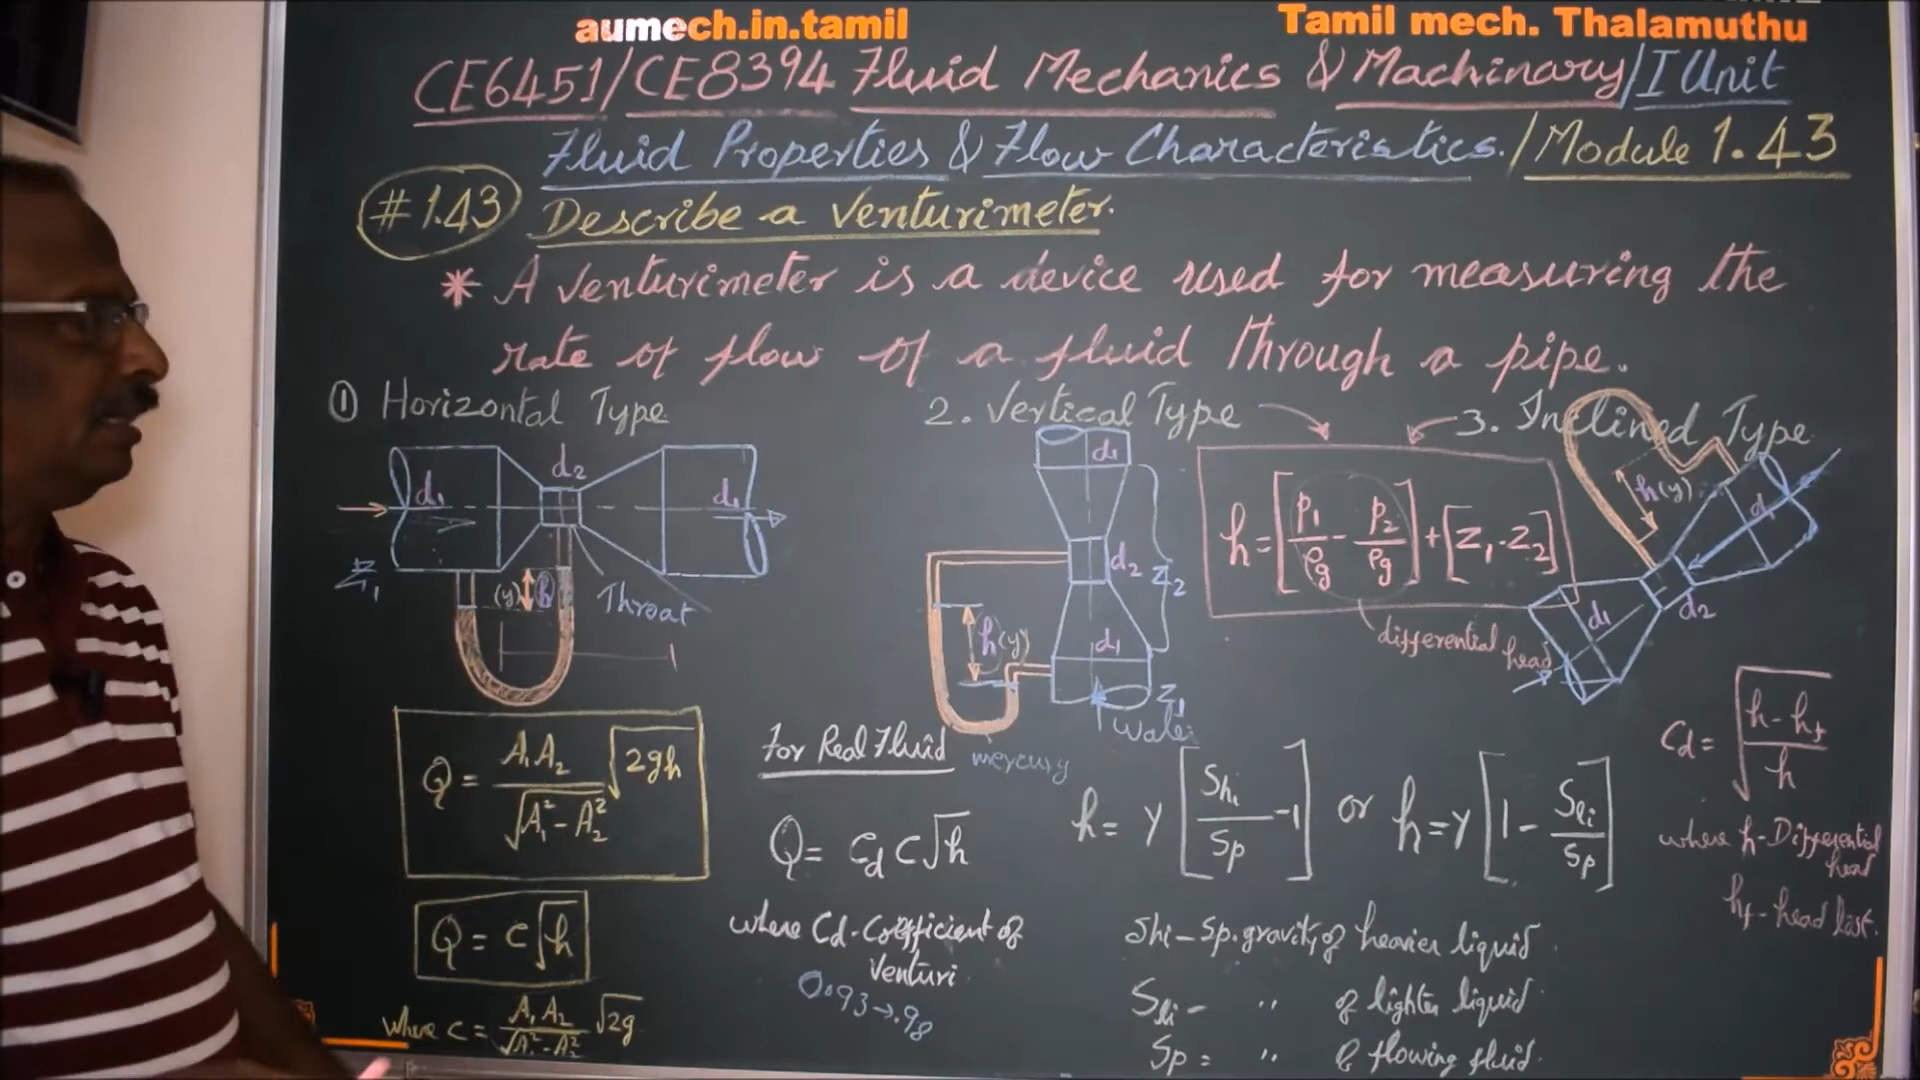 aumech.in.tamil
Tamil mech. Thalamuthu
CE6451/CE8394 Fluid Mechanics & Machinary/I Unit
Fluid Properties & Flow Characteristics./Module 1.43
#1.43 Describe a Venturimeter.
* A venturimeter is a device used for measuring the
rate of flow of a fluid through a pipe.
① Horizontal Type
2. Vertical Type
3. Inclined Type
d₁
d₂
d₁
Z₁
(y) h
Throat
d₁
d₂
Z₂
h(y)
d₁
Z₁
Water
mercury
h = [p₁/ρg - p₂/ρg] + [Z₁-Z₂]
differential head
h(y)
d₁
d₂
d₁
Q = A₁A₂/√A₁²-A₂² √2gh
Q = c√h
where c = A₁A₂/√A₁²-A₂² √2g
For Real Fluid
Q = Cd c√h
where Cd-Coefficient of
Venturi
0.93→.98
h = y [Shi/Sp -1] or h=y [1- Sli/Sp]
Shi - Sp.gravity of heavier liquid
Sli - ,, of lighter liquid
Sp = ,, of flowing fluid.
Cd = √h-hf/h
where h-Differential
head
hf-head lost.